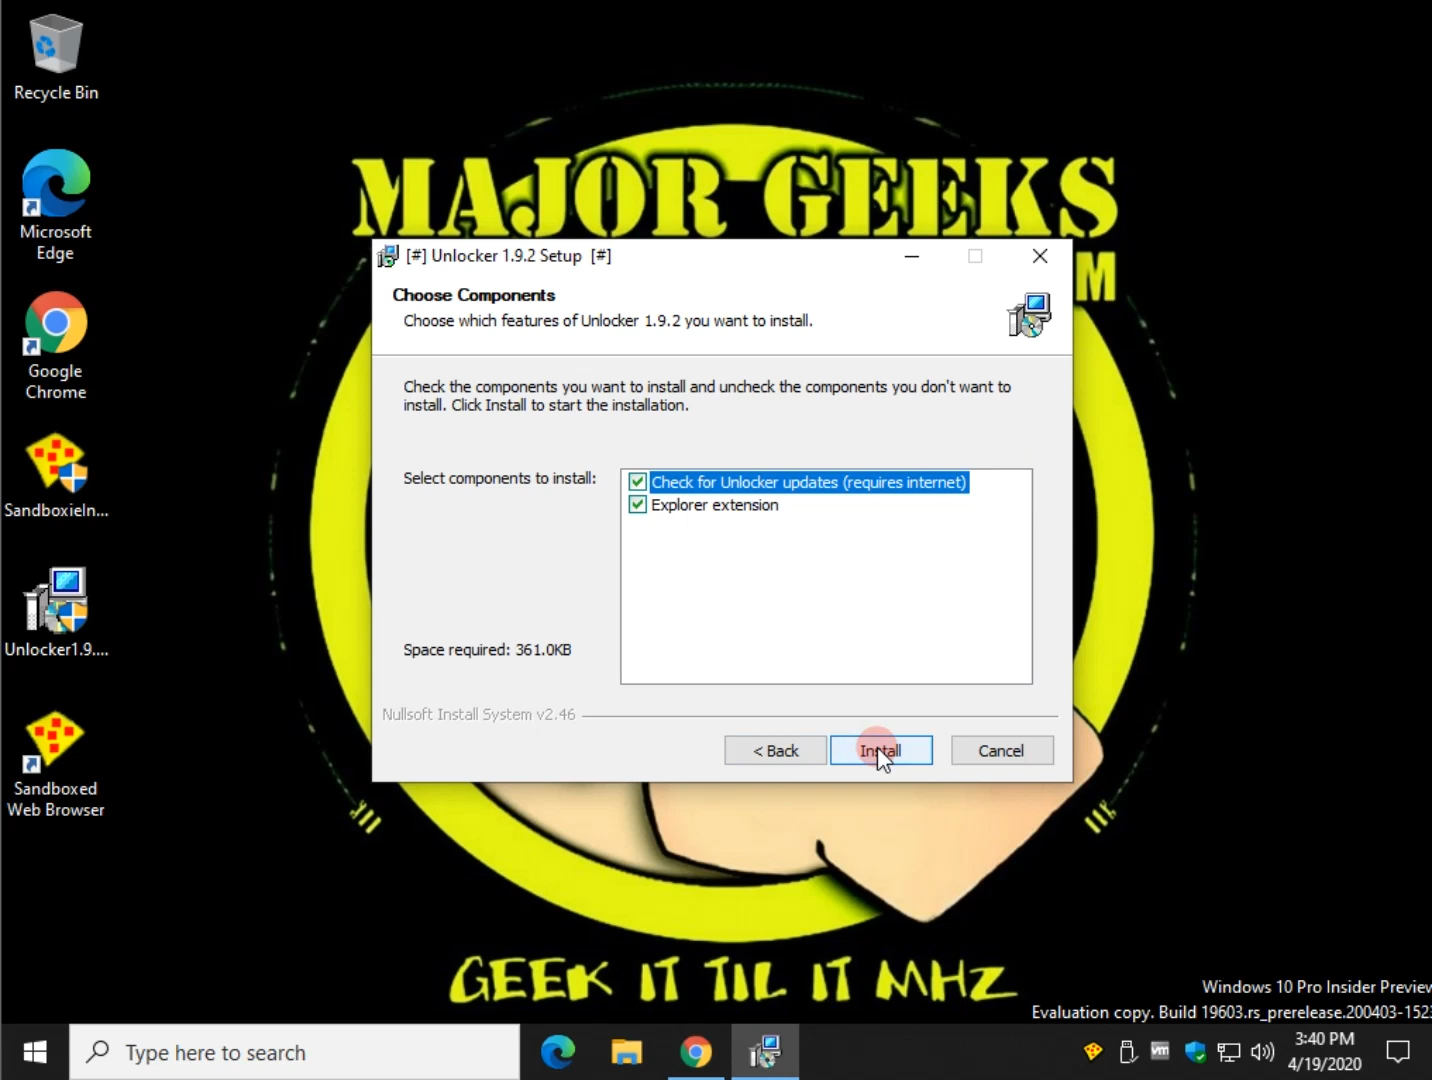 Recycle Bin
Microsoft
Edge
Google
Chrome
SandboxieIn...
Unlocker1.9....
Sandboxed
Web Browser
MAJOR GEEKS
M
[#] Unlocker 1.9.2 Setup [#]
Choose Components
Choose which features of Unlocker 1.9.2 you want to install.
Check the components you want to install and uncheck the components you don't want to
install. Click Install to start the installation.
Select components to install:
Check for Unlocker updates (requires internet)
Explorer extension
Space required: 361.0KB
Nullsoft Install System v2.46
< Back
Install
Cancel
GEEK IT TIL IT MHZ
Windows 10 Pro Insider Preview
Evaluation copy. Build 19603.rs_prerelease.200403-1523
Type here to search
vm
3:40 PM
4/19/2020